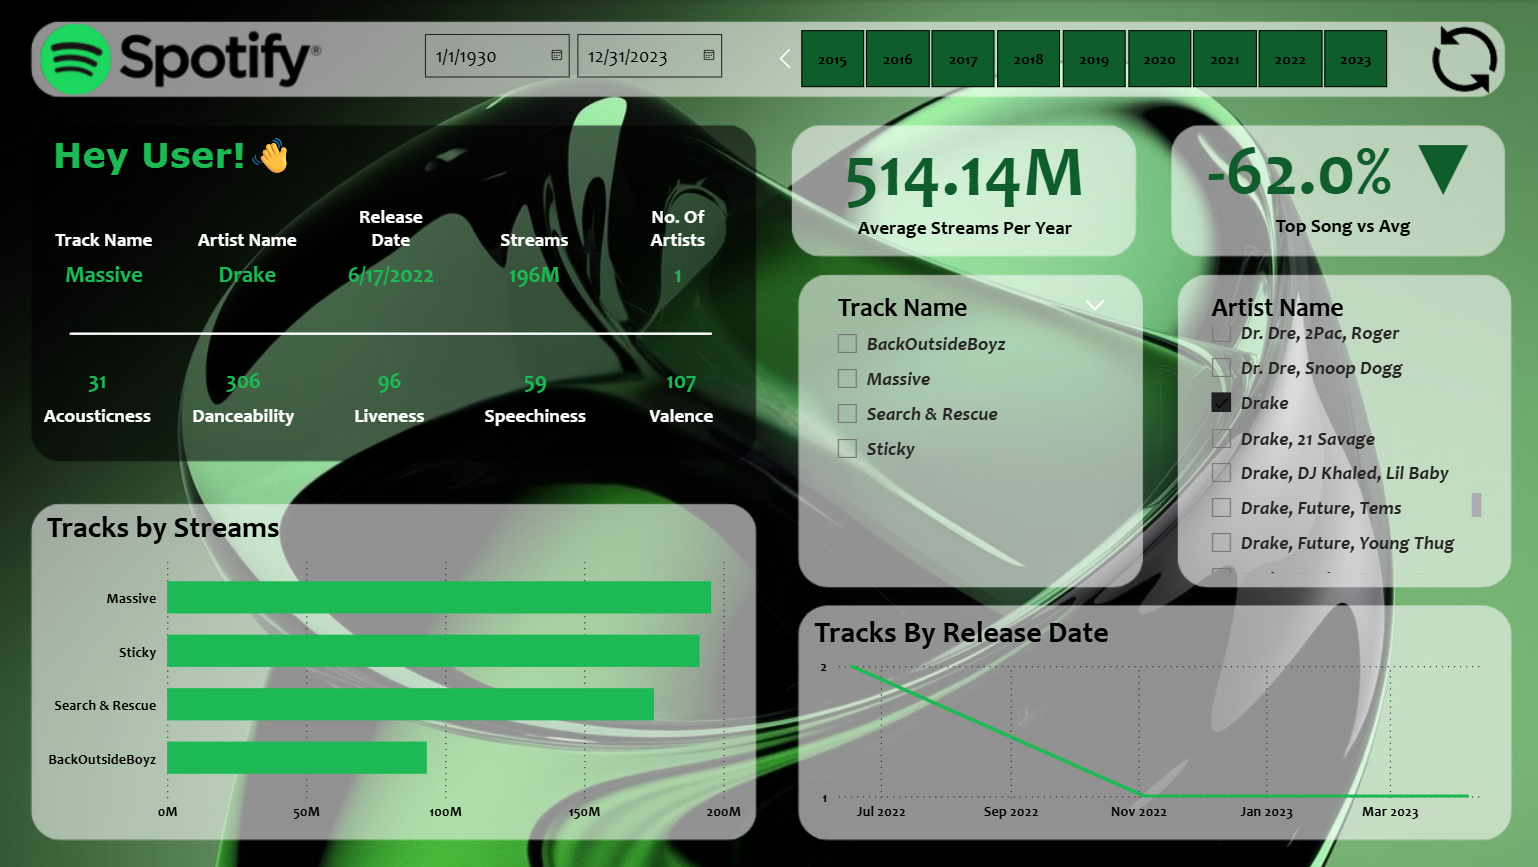 Spotify®
1/1/1930
12/31/2023
2015
2016
2017
2018
2019
2020
2021
2022
2023
Hey User!👋
Track Name
Artist Name
Release
Date
Streams
No. Of
Artists
Massive
Drake
6/17/2022
196M
1
31
306
96
59
107
Acousticness
Danceability
Liveness
Speechiness
Valence
514.14M
Average Streams Per Year
-62.0% ▼
Top Song vs Avg
Track Name
BackOutsideBoyz
Massive
Search & Rescue
Sticky
Artist Name
Dr. Dre, 2Pac, Roger
Dr. Dre, Snoop Dogg
Drake
Drake, 21 Savage
Drake, DJ Khaled, Lil Baby
Drake, Future, Tems
Drake, Future, Young Thug
Tracks by Streams
Massive
Sticky
Search & Rescue
BackOutsideBoyz
0M
50M
100M
150M
200M
Tracks By Release Date
2
1
Jul 2022
Sep 2022
Nov 2022
Jan 2023
Mar 2023